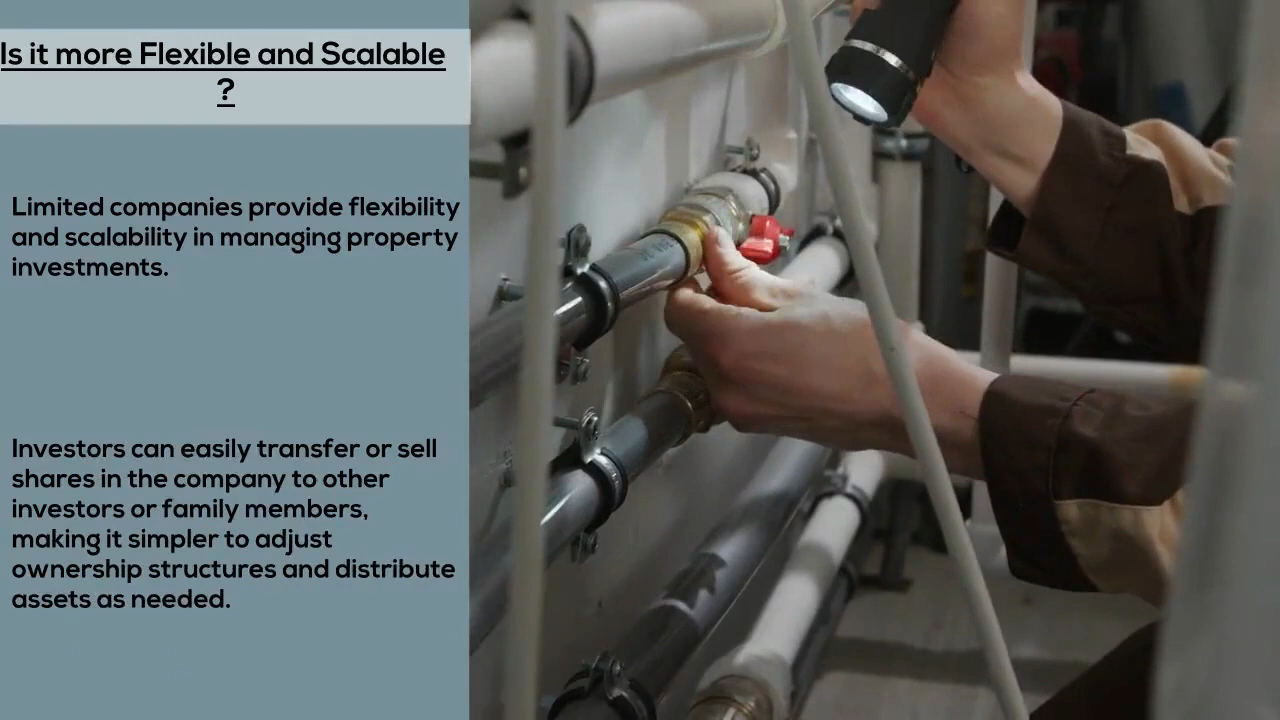 Is it more Flexible and Scalable
?
Limited companies provide flexibility
and scalability in managing property
investments.
Investors can easily transfer or sell
shares in the company to other
investors or family members,
making it simpler to adjust
ownership structures and distribute
assets as needed.